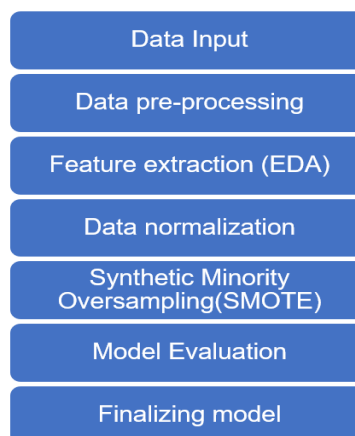 Data Input
Data pre-processing
Feature extraction (EDA)
Data normalization
Synthetic Minority
Oversampling(SMOTE)
Model Evaluation
Finalizing model